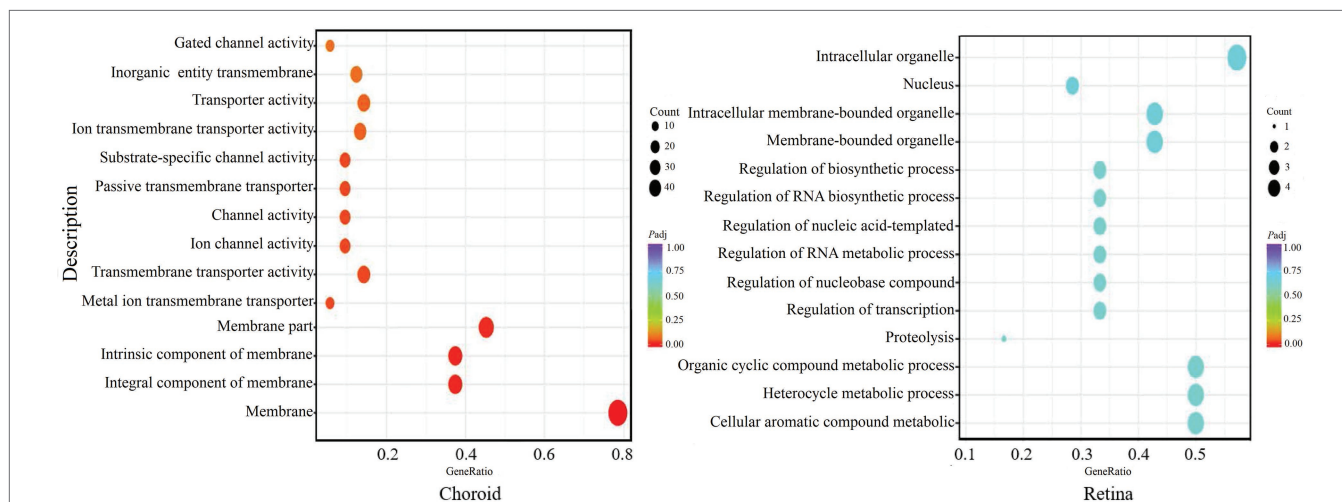 Description
Gated channel activity
Inorganic entity transmembrane
Transporter activity
Ion transmembrane transporter activity
Substrate-specific channel activity
Passive transmembrane transporter
Channel activity
Ion channel activity
Transmembrane transporter activity
Metal ion transmembrane transporter
Membrane part
Intrinsic component of membrane
Integral component of membrane
Membrane
0.2 0.4 0.6 0.8
GeneRatio
Choroid
Count
10
20
30
40
Padj
1.00
0.75
0.50
0.25
0.00
Intracellular organelle
Nucleus
Intracellular membrane-bounded organelle
Membrane-bounded organelle
Regulation of biosynthetic process
Regulation of RNA biosynthetic process
Regulation of nucleic acid-templated
Regulation of RNA metabolic process
Regulation of nucleobase compound
Regulation of transcription
Proteolysis
Organic cyclic compound metabolic process
Heterocycle metabolic process
Cellular aromatic compound metabolic
0.1 0.2 0.3 0.4 0.5
GeneRatio
Retina
Count
1
2
3
4
Padj
1.00
0.75
0.50
0.25
0.00